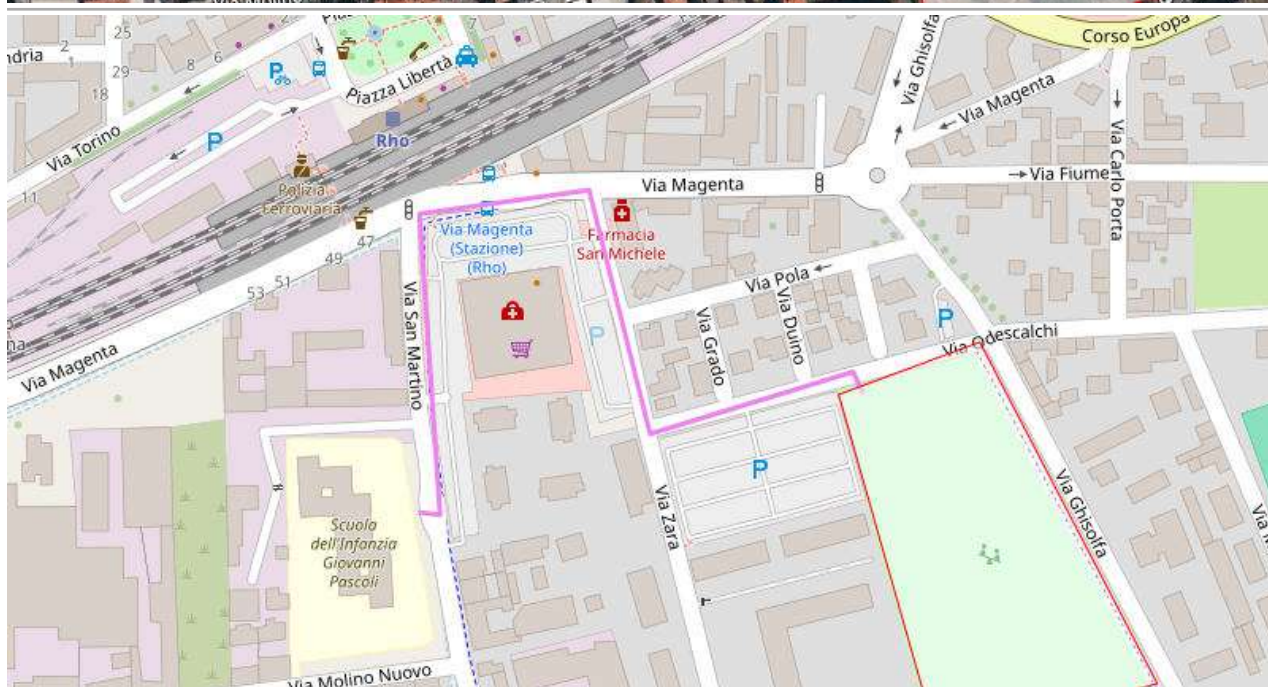 ndria
2
1
25
29
18
8
6
7
Piazza Libertà
Corso Europa
Via Ghisolfa
Via Magenta
Via Torino
P
P
Rho
11
Polizia
Ferroviaria
Via Magenta
Via Fiume
Via Carlo Porta
47
49
51
53
Via Magenta
(Stazione)
(Rho)
Farmacia
San Michele
Via Pola
Via Grado
Via Duino
P
P
Via Odescalchi
na
Via Magenta
Via San Martino
P
Via Zara
Via Ghisolfa
Scuola
dell'Infanzia
Giovanni
Pascoli
Via Molino Nuovo